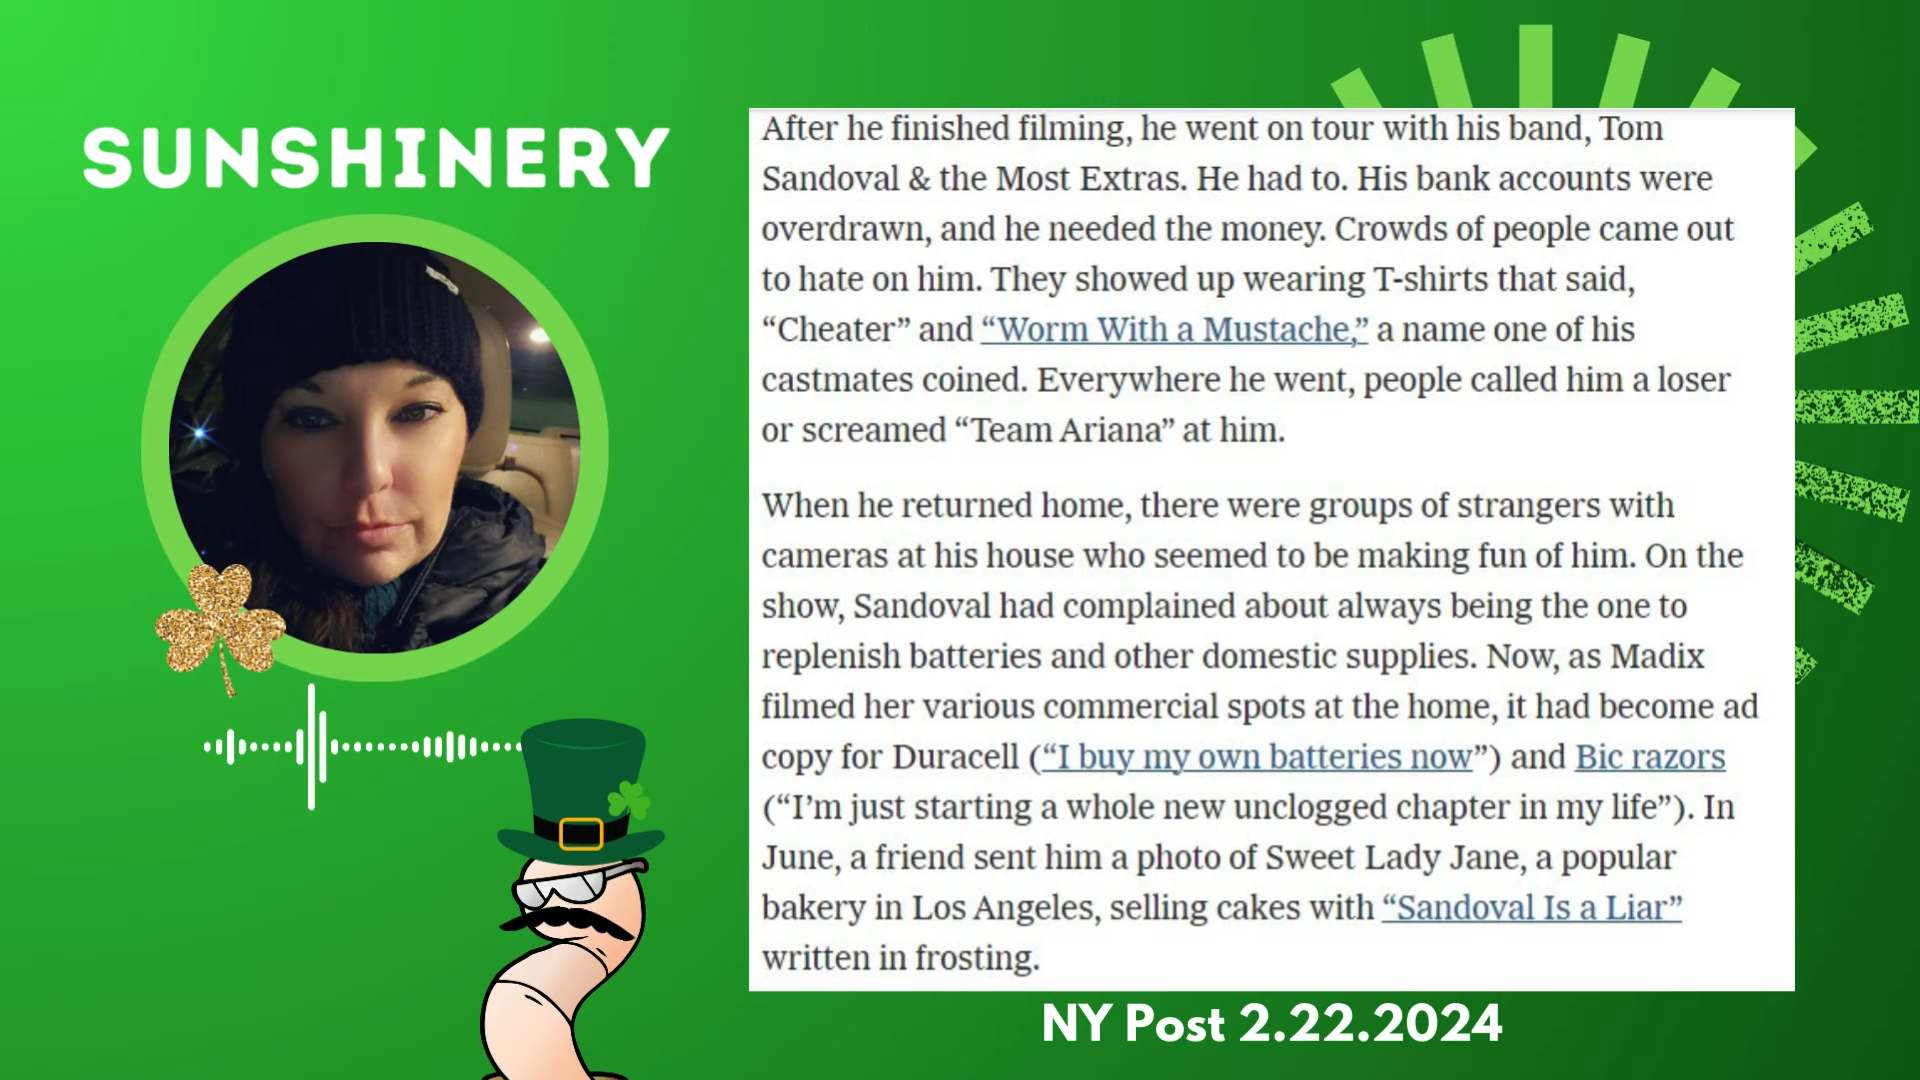 SUNSHINERY
After he finished filming, he went on tour with his band, Tom
Sandoval & the Most Extras. He had to. His bank accounts were
overdrawn, and he needed the money. Crowds of people came out
to hate on him. They showed up wearing T-shirts that said,
“Cheater” and “Worm With a Mustache,” a name one of his
castmates coined. Everywhere he went, people called him a loser
or screamed “Team Ariana” at him.
When he returned home, there were groups of strangers with
cameras at his house who seemed to be making fun of him. On the
show, Sandoval had complained about always being the one to
replenish batteries and other domestic supplies. Now, as Madix
filmed her various commercial spots at the home, it had become ad
copy for Duracell (“I buy my own batteries now”) and Bic razors
(“I’m just starting a whole new unclogged chapter in my life”). In
June, a friend sent him a photo of Sweet Lady Jane, a popular
bakery in Los Angeles, selling cakes with “Sandoval Is a Liar”
written in frosting.
NY Post 2.22.2024